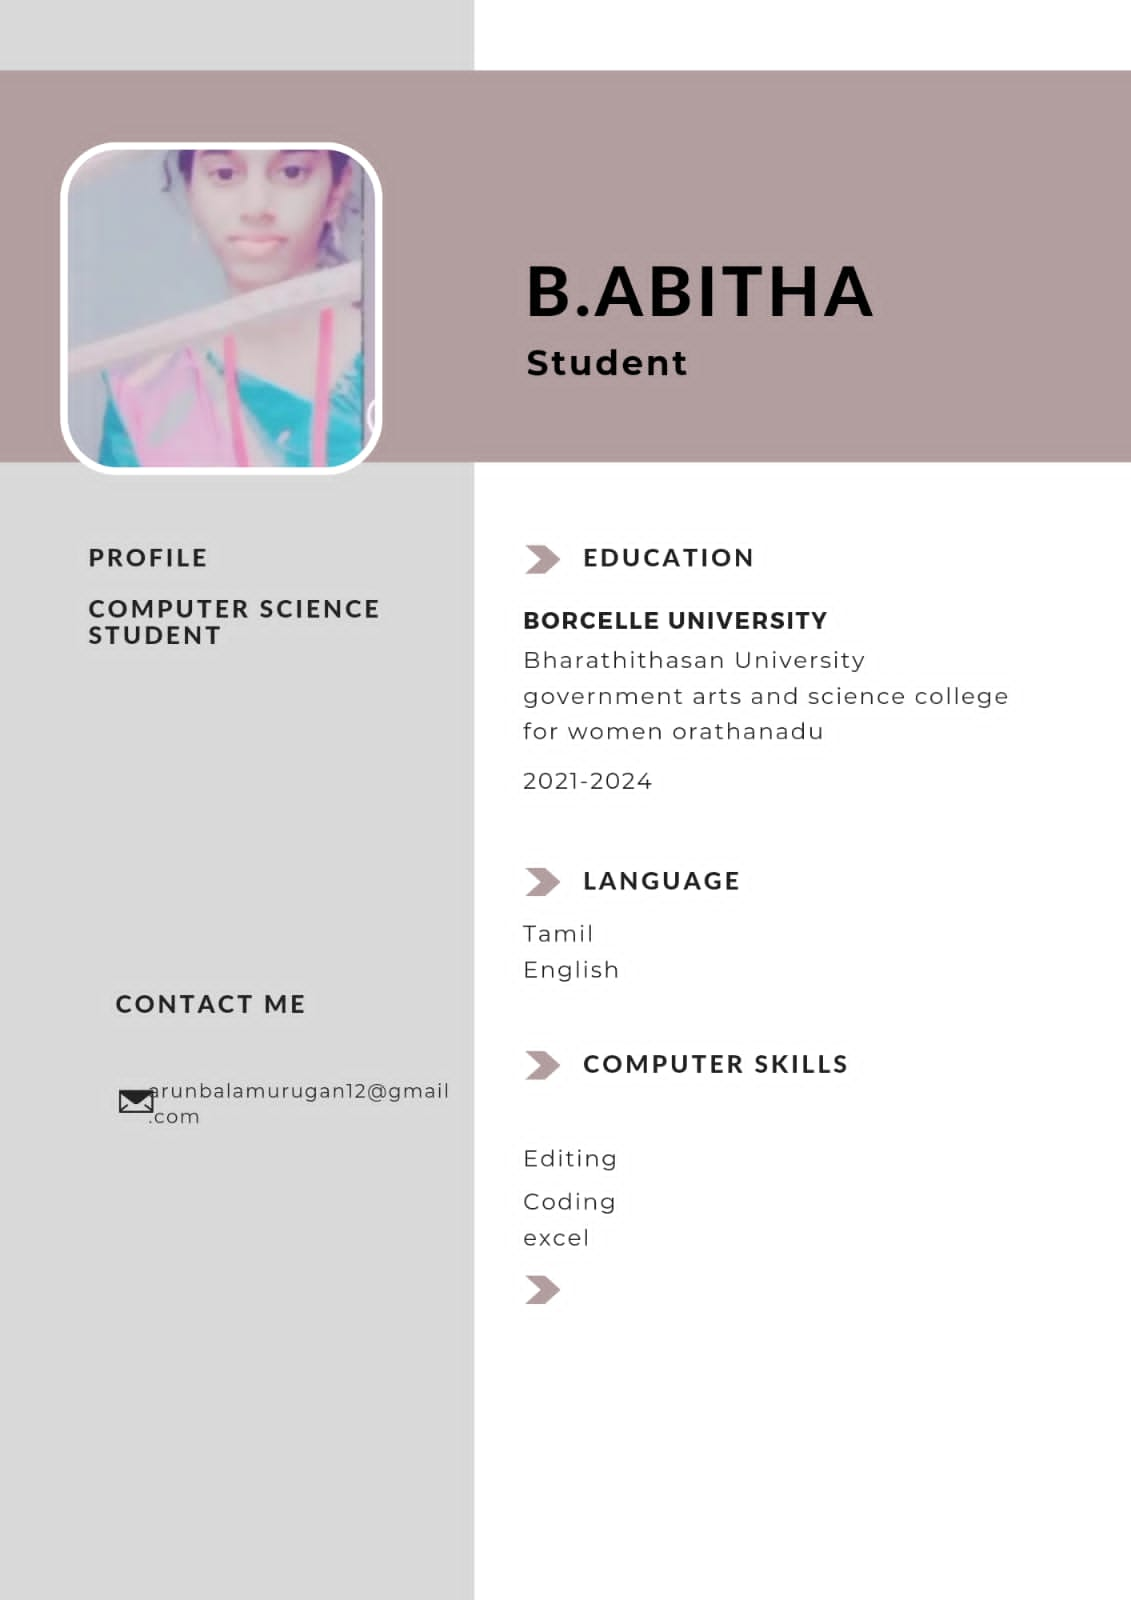 B.ABITHA
Student
PROFILE
COMPUTER SCIENCE
STUDENT
CONTACT ME
arunbalamurugan12@gmail
.com
EDUCATION
BORCELLE UNIVERSITY
Bharathithasan University
government arts and science college
for women orathanadu
2021-2024
LANGUAGE
Tamil
English
COMPUTER SKILLS
Editing
Coding
excel